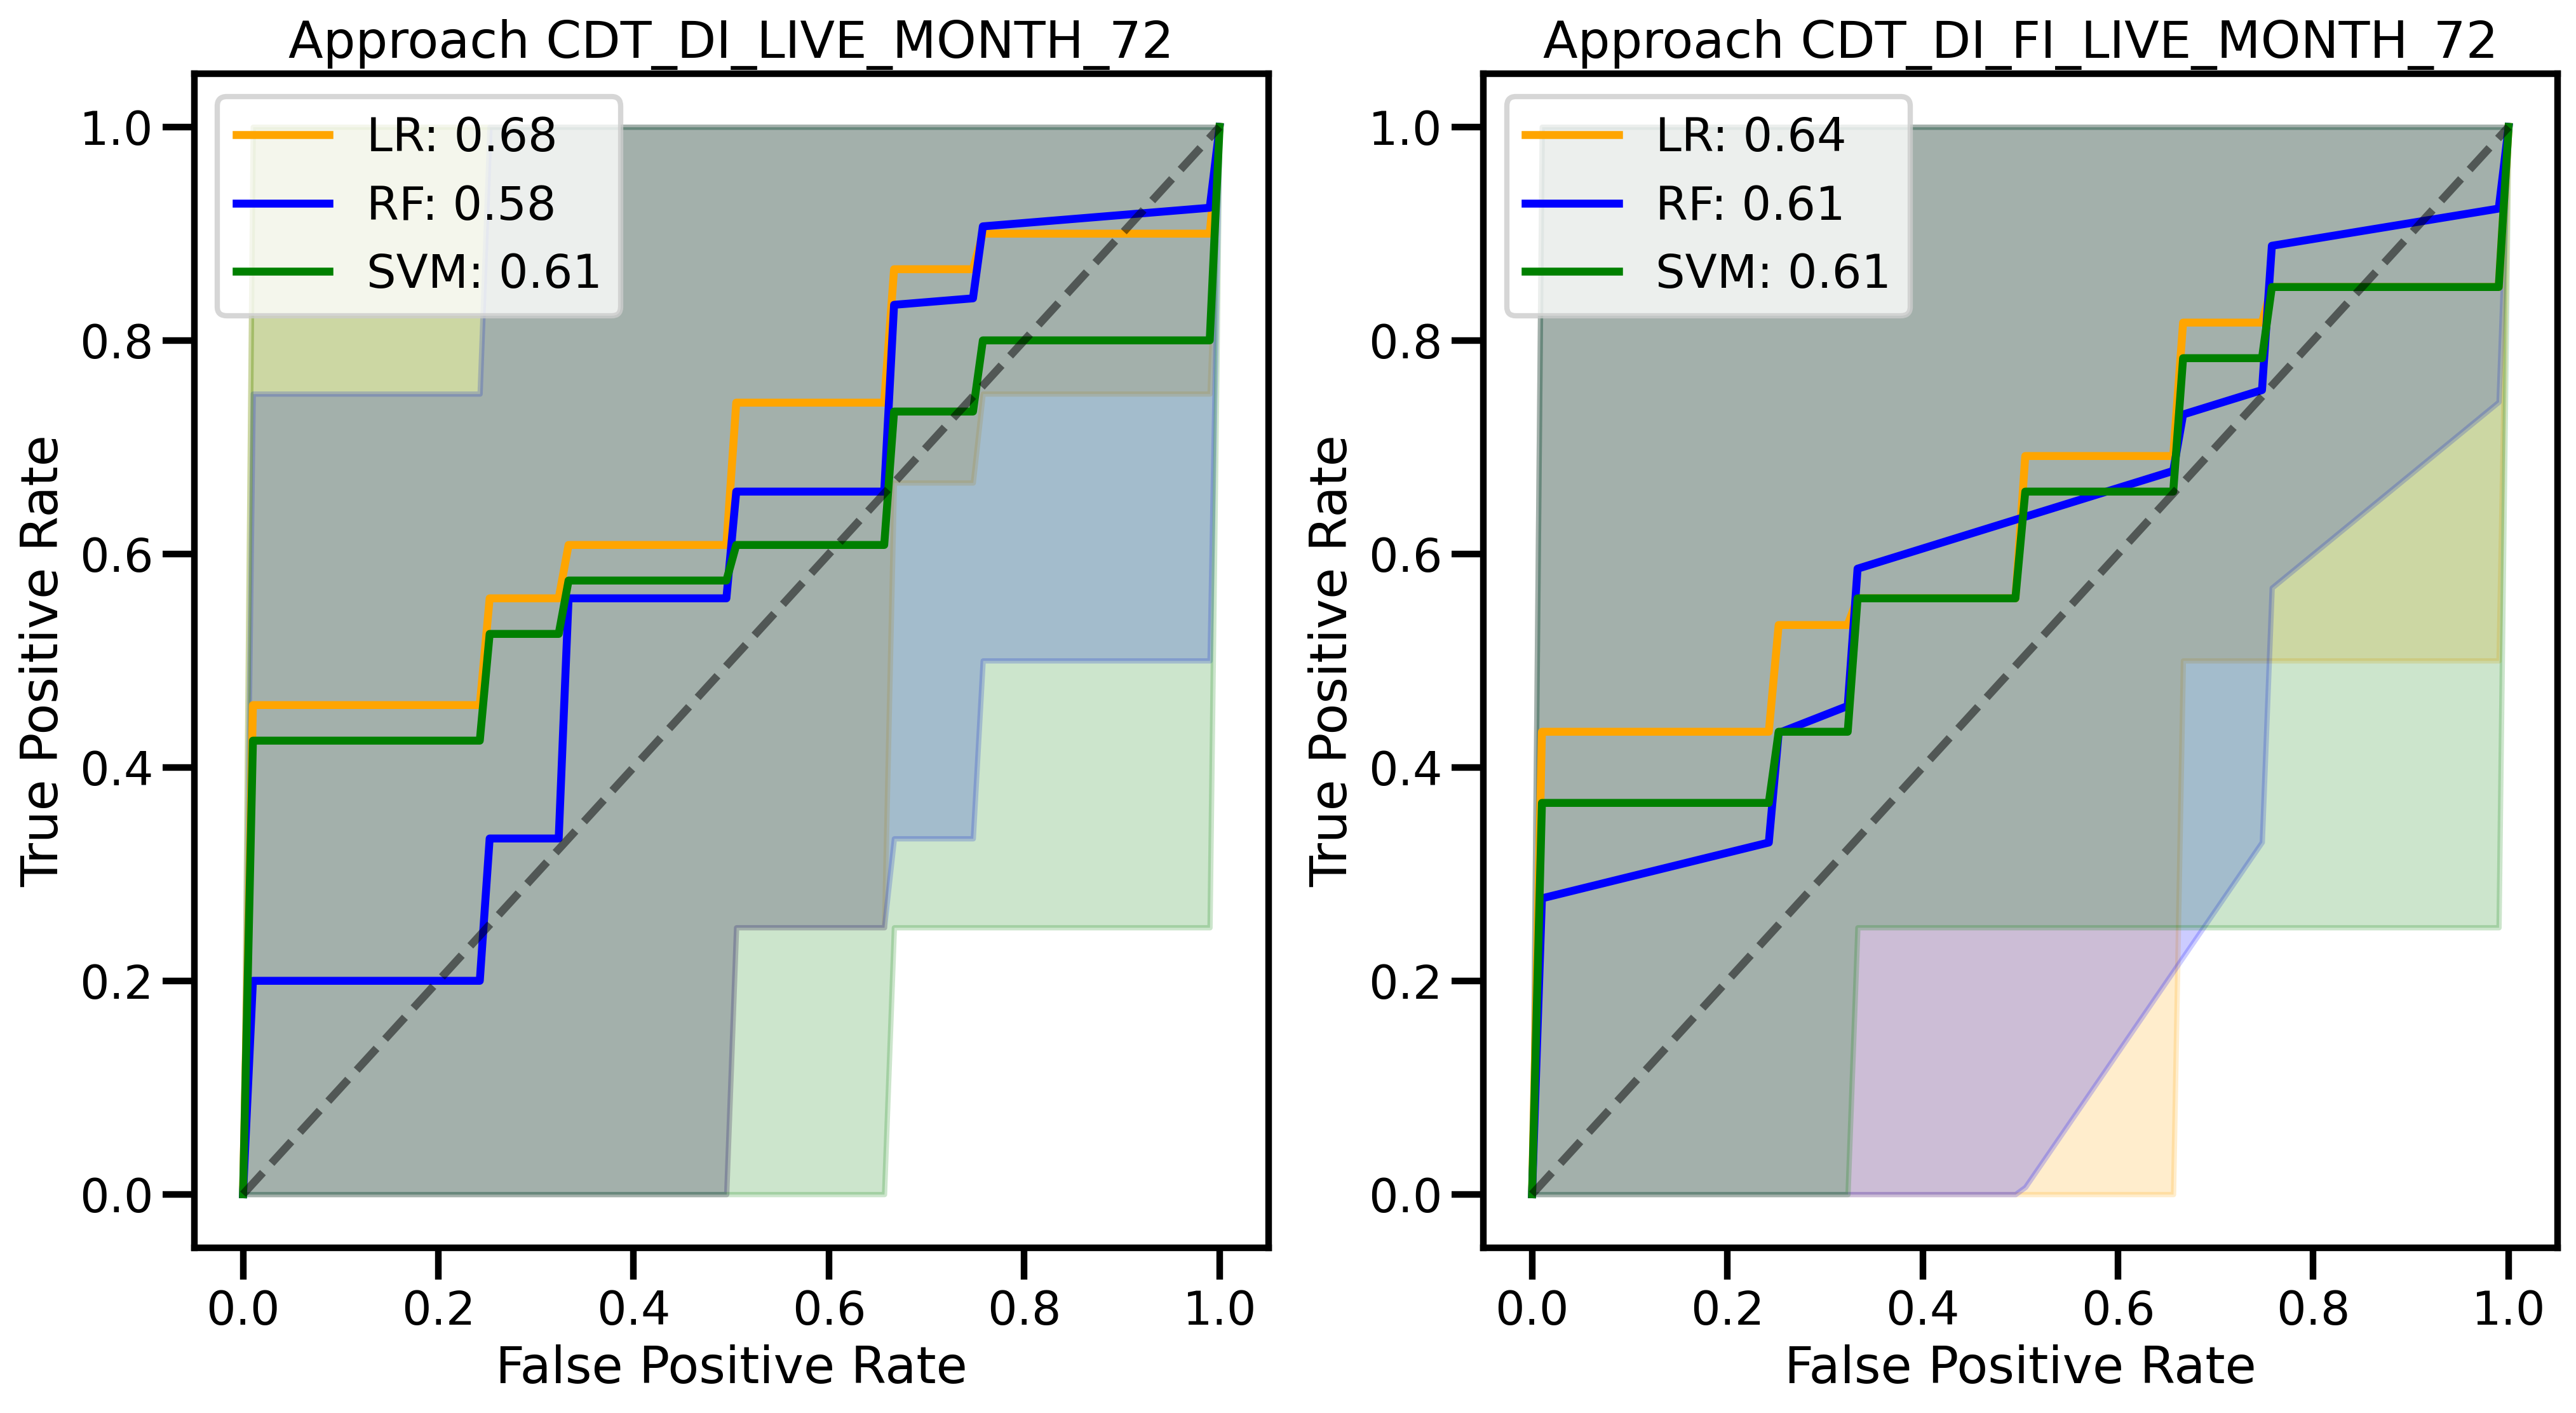 Approach CDT_DI_LIVE_MONTH_72
LR: 0.68
RF: 0.58
SVM: 0.61
True Positive Rate
1.0
0.8
0.6
0.4
0.2
0.0
0.0 0.2 0.4 0.6 0.8 1.0
False Positive Rate
Approach CDT_DI_FI_LIVE_MONTH_72
LR: 0.64
RF: 0.61
SVM: 0.61
True Positive Rate
1.0
0.8
0.6
0.4
0.2
0.0
0.0 0.2 0.4 0.6 0.8 1.0
False Positive Rate